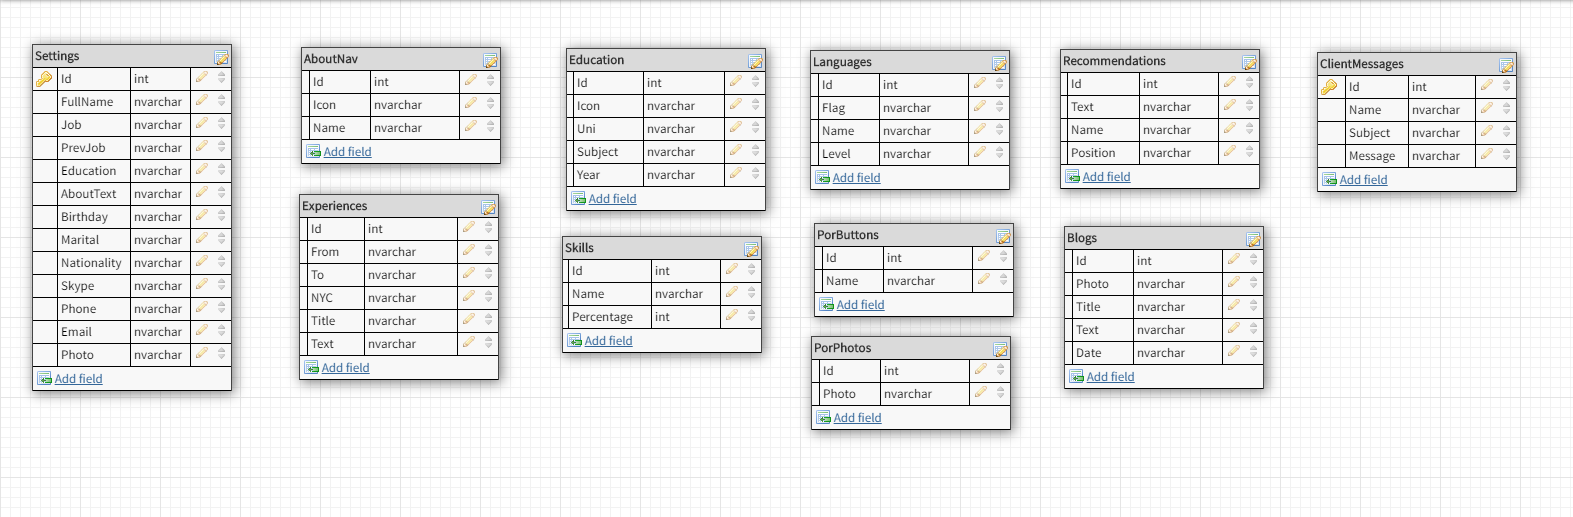 Settings
Id int
FullName nvarchar
Job nvarchar
PrevJob nvarchar
Education nvarchar
AboutText nvarchar
Birthday nvarchar
Marital nvarchar
Nationality nvarchar
Skype nvarchar
Phone nvarchar
Email nvarchar
Photo nvarchar
Add field
AboutNav
Id int
Icon nvarchar
Name nvarchar
Add field
Experiences
Id int
From nvarchar
To nvarchar
NYC nvarchar
Title nvarchar
Text nvarchar
Add field
Education
Id int
Icon nvarchar
Uni nvarchar
Subject nvarchar
Year nvarchar
Add field
Skills
Id int
Name nvarchar
Percentage int
Add field
Languages
Id int
Flag nvarchar
Name nvarchar
Level nvarchar
Add field
PorButtons
Id int
Name nvarchar
Add field
PorPhotos
Id int
Photo nvarchar
Add field
Recommendations
Id int
Text nvarchar
Name nvarchar
Position nvarchar
Add field
Blogs
Id int
Photo nvarchar
Title nvarchar
Text nvarchar
Date nvarchar
Add field
ClientMessages
Id int
Name nvarchar
Subject nvarchar
Message nvarchar
Add field